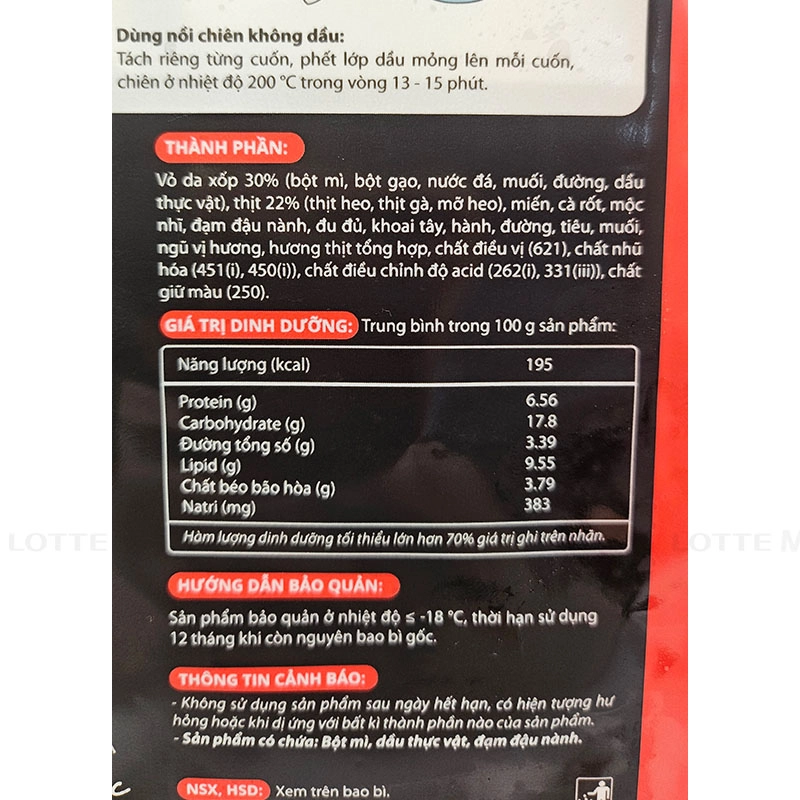 Dùng nồi chiên không dầu:
Tách riêng từng cuốn, phết lớp dầu mỏng lên mỗi cuốn,
chiên ở nhiệt độ 200 °C trong vòng 13 - 15 phút.
THÀNH PHẦN:
Vỏ da xốp 30% (bột mì, bột gạo, nước đá, muối, đường, dầu
thực vật), thịt 22% (thịt heo, thịt gà, mỡ heo), miến, cà rốt, mộc
nhĩ, đạm đậu nành, đu đủ, khoai tây, hành, đường, tiêu, muối,
ngũ vị hương, hương thịt tổng hợp, chất điều vị (621), chất nhũ
hóa (451(i), 450(i)), chất điều chỉnh độ acid (262(i), 331(iii)), chất
giữ màu (250).
GIÁ TRỊ DINH DƯỠNG: Trung bình trong 100 g sản phẩm:
Năng lượng (kcal) 195
Protein (g) 6.56
Carbohydrate (g) 17.8
Đường tổng số (g) 3.39
Lipid (g) 9.55
Chất béo bão hòa (g) 3.79
Natri (mg) 383
Hàm lượng dinh dưỡng tối thiểu lớn hơn 70% giá trị ghi trên nhãn.
LOTTE M
LOTTE M
HƯỚNG DẪN BẢO QUẢN:
Sản phẩm bảo quản ở nhiệt độ ≤ -18 °C, thời hạn sử dụng
12 tháng khi còn nguyên bao bì gốc.
THÔNG TIN CẢNH BÁO:
- Không sử dụng sản phẩm sau ngày hết hạn, có hiện tượng hư
hỏng hoặc khi dị ứng với bất kì thành phần nào của sản phẩm.
- Sản phẩm có chứa: Bột mì, dầu thực vật, đạm đậu nành.
NSX, HSD: Xem trên bao bì.